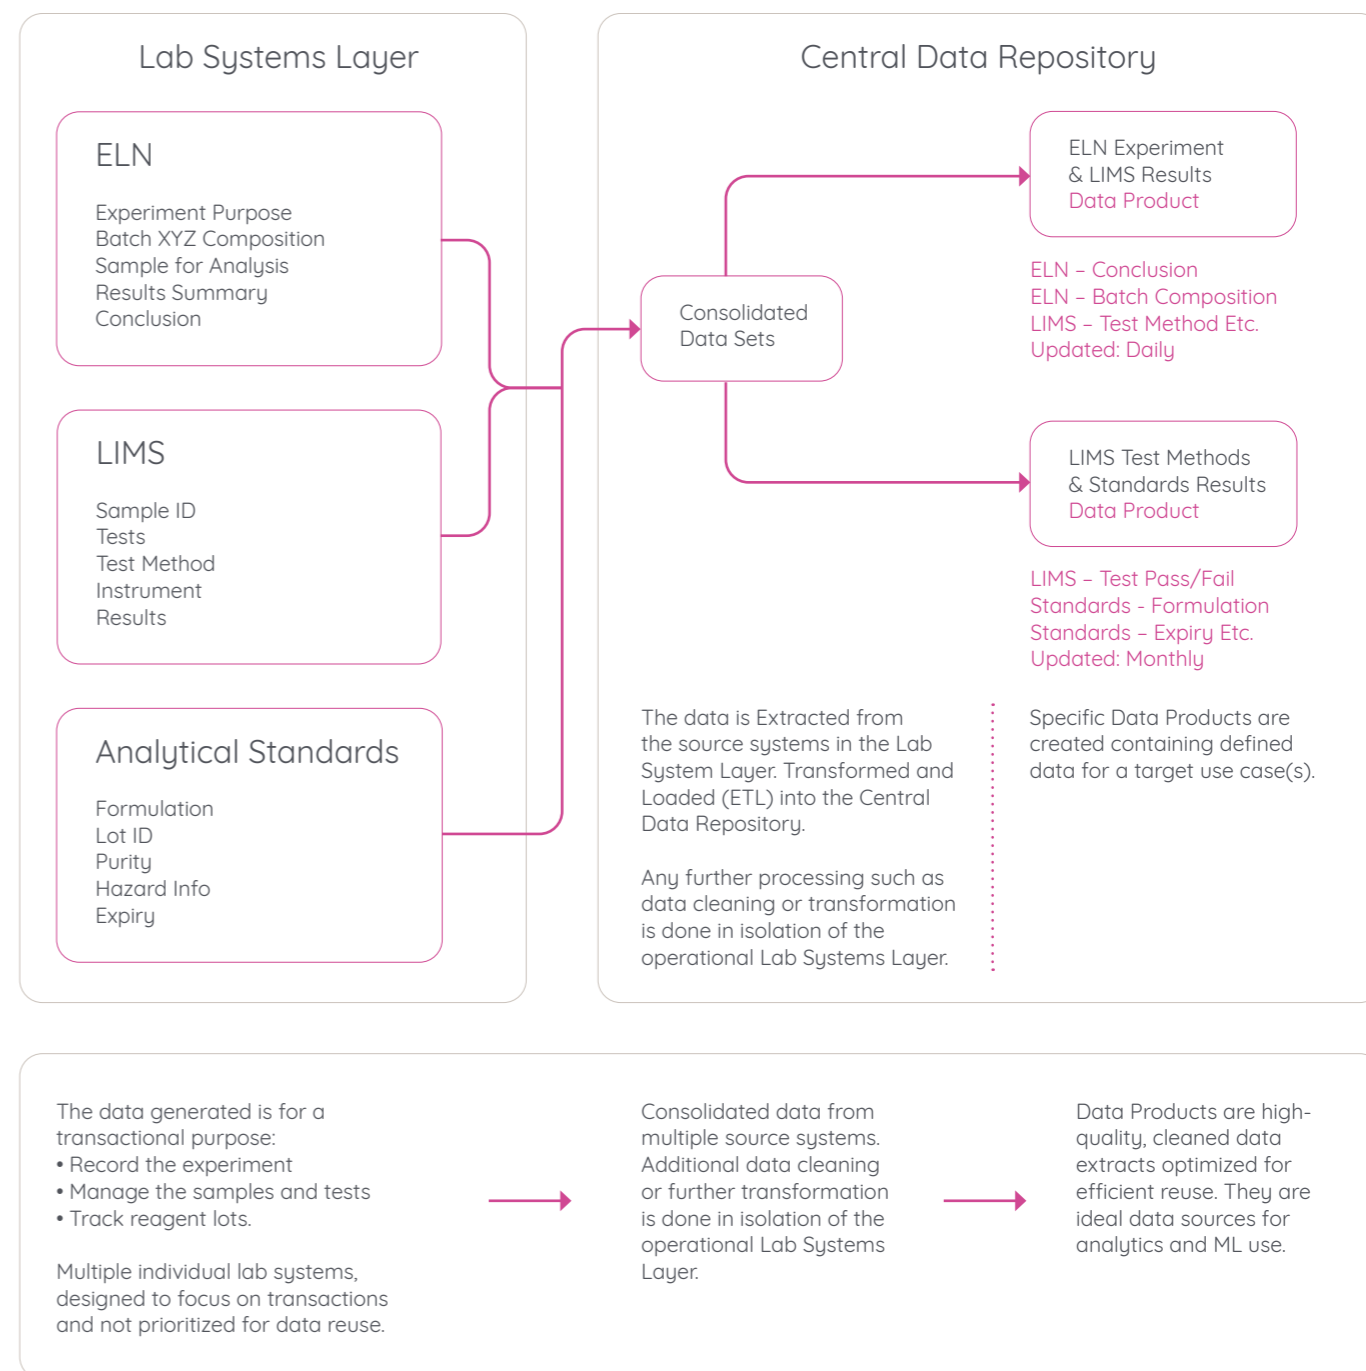 Lab Systems Layer
ELN
Experiment Purpose
Batch XYZ Composition
Sample for Analysis
Results Summary
Conclusion
LIMS
Sample ID
Tests
Test Method
Instrument
Results
Analytical Standards
Formulation
Lot ID
Purity
Hazard Info
Expiry
Central Data Repository
Consolidated
Data Sets
ELN Experiment
& LIMS Results
Data Product
ELN – Conclusion
ELN – Batch Composition
LIMS – Test Method Etc.
Updated: Daily
LIMS Test Methods
& Standards Results
Data Product
LIMS – Test Pass/Fail
Standards - Formulation
Standards – Expiry Etc.
Updated: Monthly
The data is Extracted from
the source systems in the Lab
System Layer. Transformed and
Loaded (ETL) into the Central
Data Repository.
Any further processing such as
data cleaning or transformation
is done in isolation of the
operational Lab Systems Layer.
Specific Data Products are
created containing defined
data for a target use case(s).
The data generated is for a
transactional purpose:
• Record the experiment
• Manage the samples and tests
• Track reagent lots.
Multiple individual lab systems,
designed to focus on transactions
and not prioritized for data reuse.
Consolidated data from
multiple source systems.
Additional data cleaning
or further transformation
is done in isolation of the
operational Lab Systems
Layer.
Data Products are high-
quality, cleaned data
extracts optimized for
efficient reuse. They are
ideal data sources for
analytics and ML use.